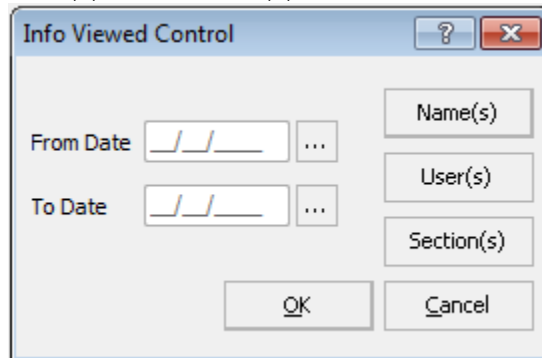 Info Viewed Control ?
Name(s)
From Date __/__/____ ...
User(s)
To Date __/__/____ ...
Section(s)
OK Cancel